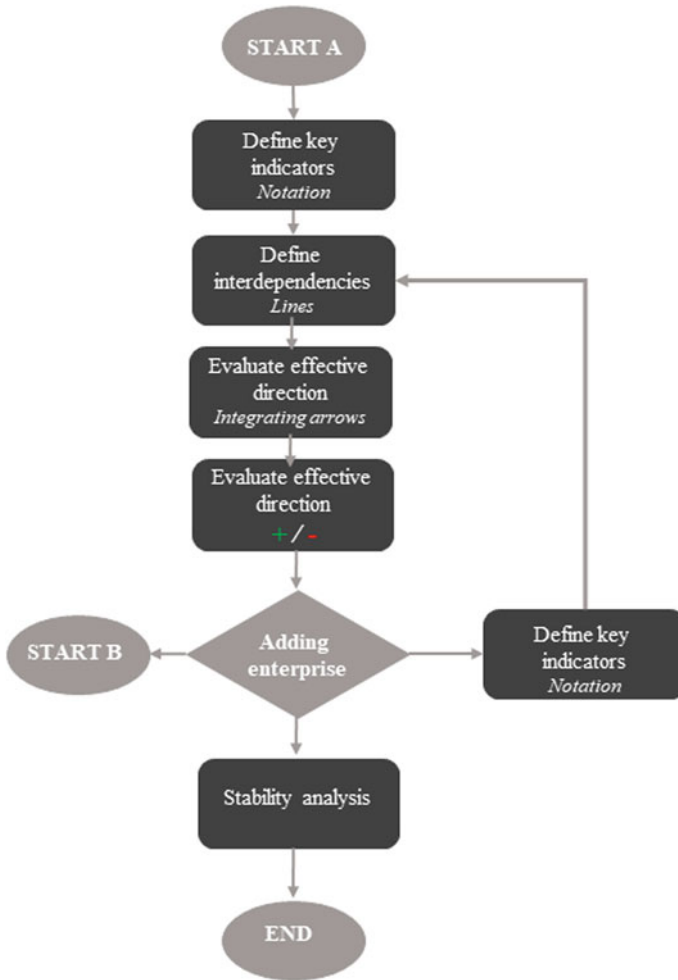 START A
Define key
indicators
Notation
Define
interdependencies
Lines
Evaluate effective
direction
Integrating arrows
Evaluate effective
direction
+ / -
START B
Adding
enterprise
Define key
indicators
Notation
Stability analysis
END